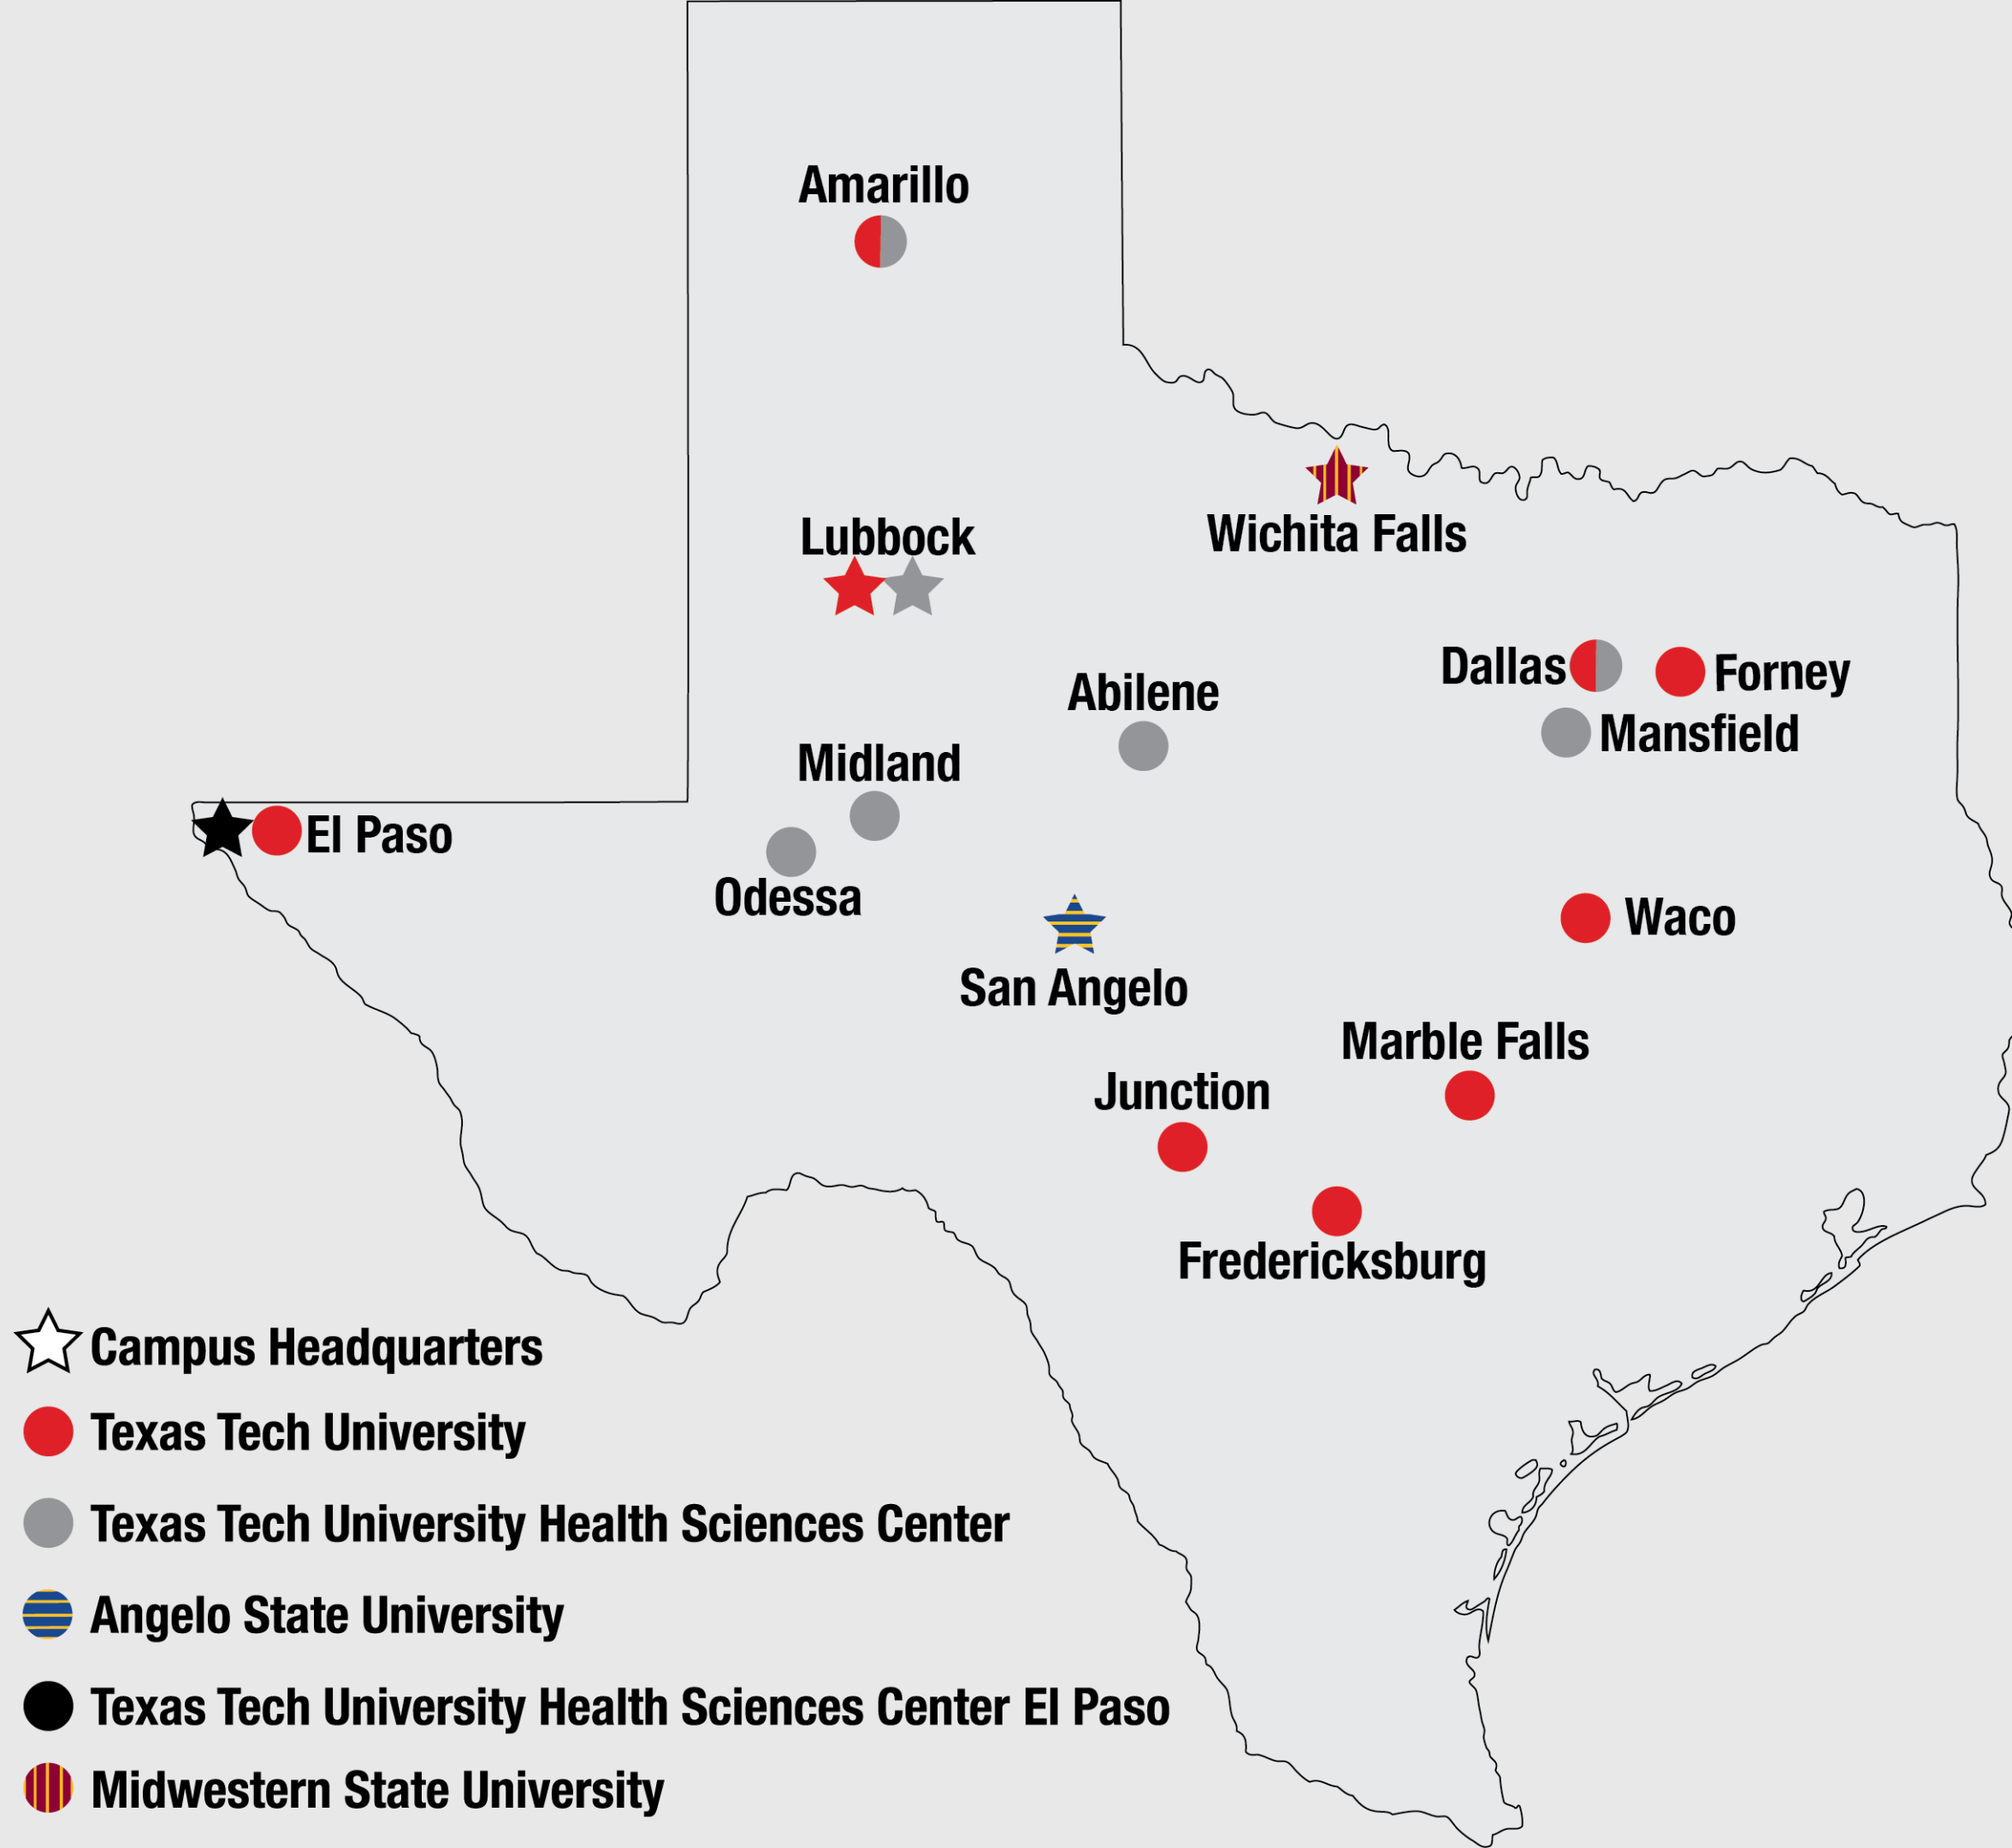 Amarillo
Wichita Falls
Lubbock
Dallas
Forney
Abilene
Mansfield
Midland
El Paso
Odessa
Waco
San Angelo
Marble Falls
Junction
Fredericksburg
Campus Headquarters
Texas Tech University
Texas Tech University Health Sciences Center
Angelo State University
Texas Tech University Health Sciences Center El Paso
Midwestern State University